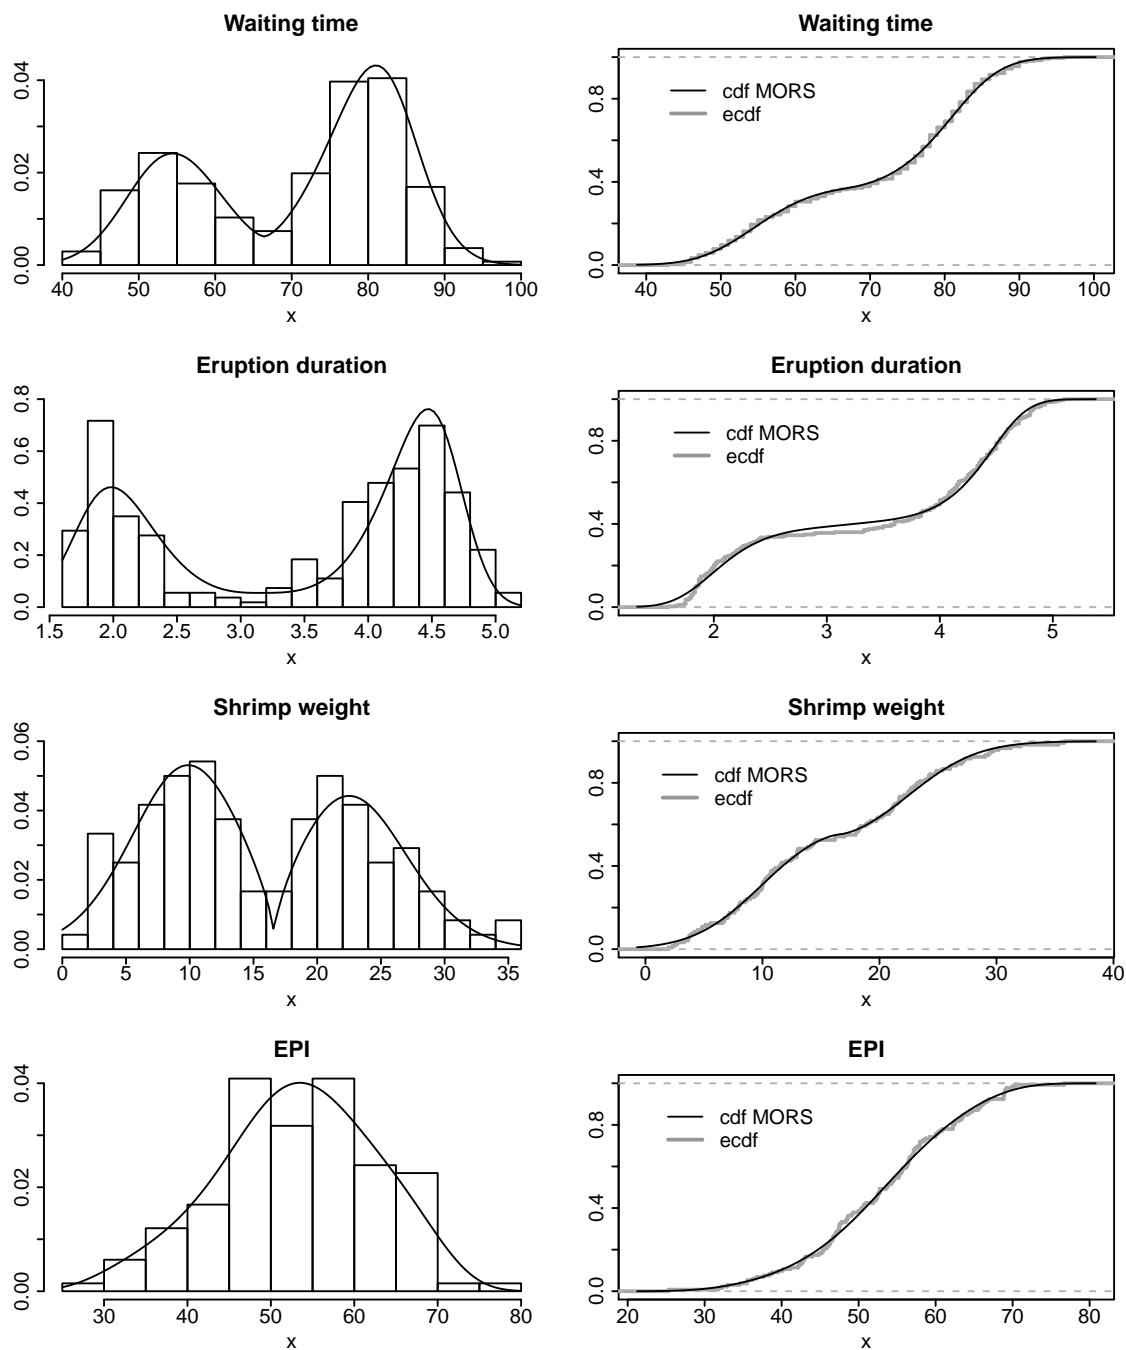 Waiting time
0.00 0.02 0.04
40 50 60 70 80 90 100
x
Waiting time
cdf MORS
ecdf
0.0 0.4 0.8
40 50 60 70 80 90 100
x
Eruption duration
0.0 0.2 0.4 0.6 0.8
1.5 2.0 2.5 3.0 3.5 4.0 4.5 5.0
x
Eruption duration
cdf MORS
ecdf
0.0 0.4 0.8
2 3 4 5
x
Shrimp weight
0.00 0.02 0.04 0.06
0 5 10 15 20 25 30 35
x
Shrimp weight
cdf MORS
ecdf
0.0 0.4 0.8
0 10 20 30 40
x
EPI
0.00 0.02 0.04
30 40 50 60 70 80
x
EPI
cdf MORS
ecdf
0.0 0.4 0.8
20 30 40 50 60 70 80
x